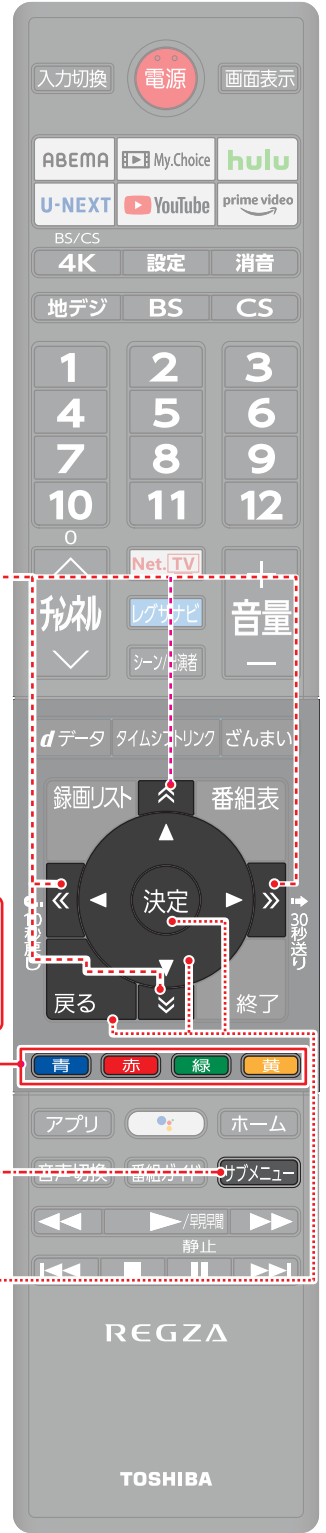 入力切換 電源 画面表示
ABEMA My.Choice hulu
U-NEXT YouTube prime video
BS/CS
4K 設定 消音
地デジ BS CS
1 2 3
4 5 6
7 8 9
10 11 12
0
Net.TV
チャンネル レグザナビ + 音量 −
シーン/出演者
dデータ タイムシフトリンク ざんまい
録画リスト 番組表
10秒戻し 決定 30秒送り
戻る 終了
青 赤 緑 黄
アプリ ホーム
音声切換 番組ガイド サブメニュー
/早見早聞
静止
REGZA
TOSHIBA